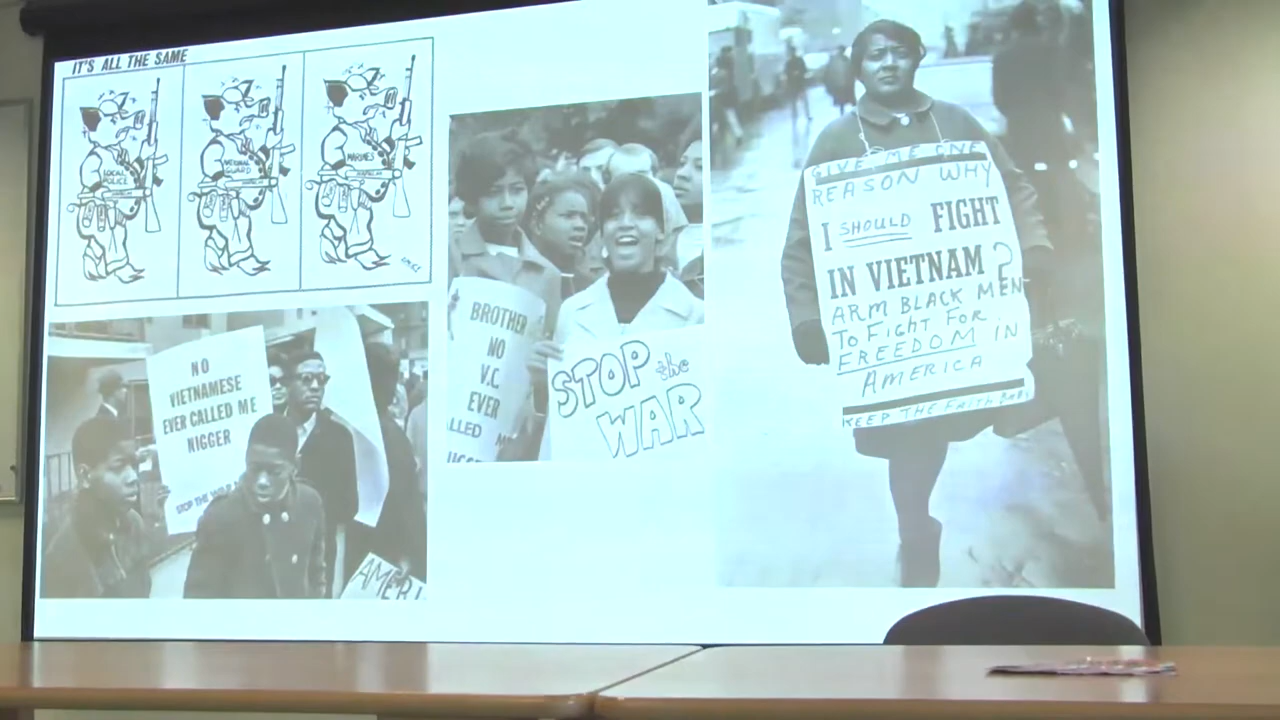 IT'S ALL THE SAME
LOCAL
POLICE
NATIONAL
GUARD
MARINES
NO
VIETNAMESE
EVER CALLED ME
NIGGER
STOP THE WAR
AMERI
BROTHER
NO
V.C
EVER
STOP the
WAR
GIVE ME ONE
REASON WHY
I SHOULD FIGHT
IN VIETNAM?
ARM BLACK MEN
TO FIGHT FOR
FREEDOM IN
AMERICA
KEEP THE FAITH BABY